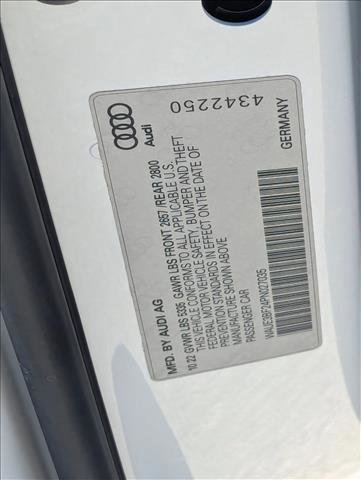 Audi
4342250
MFD. BY AUDI AG
10.22 GVWR LBS 5335 GAWR LBS FRONT 2657 /REAR 2800
THIS VEHICLE CONFORMS TO ALL APPLICABLE U.S.
FEDERAL MOTOR VEHICLE SAFETY, BUMPER AND THEFT
PREVENTION STANDARDS IN EFFECT ON THE DATE OF
MANUFACTURE SHOWN ABOVE
PASSENGER CAR
WAUE3BF24PN027035
GERMANY